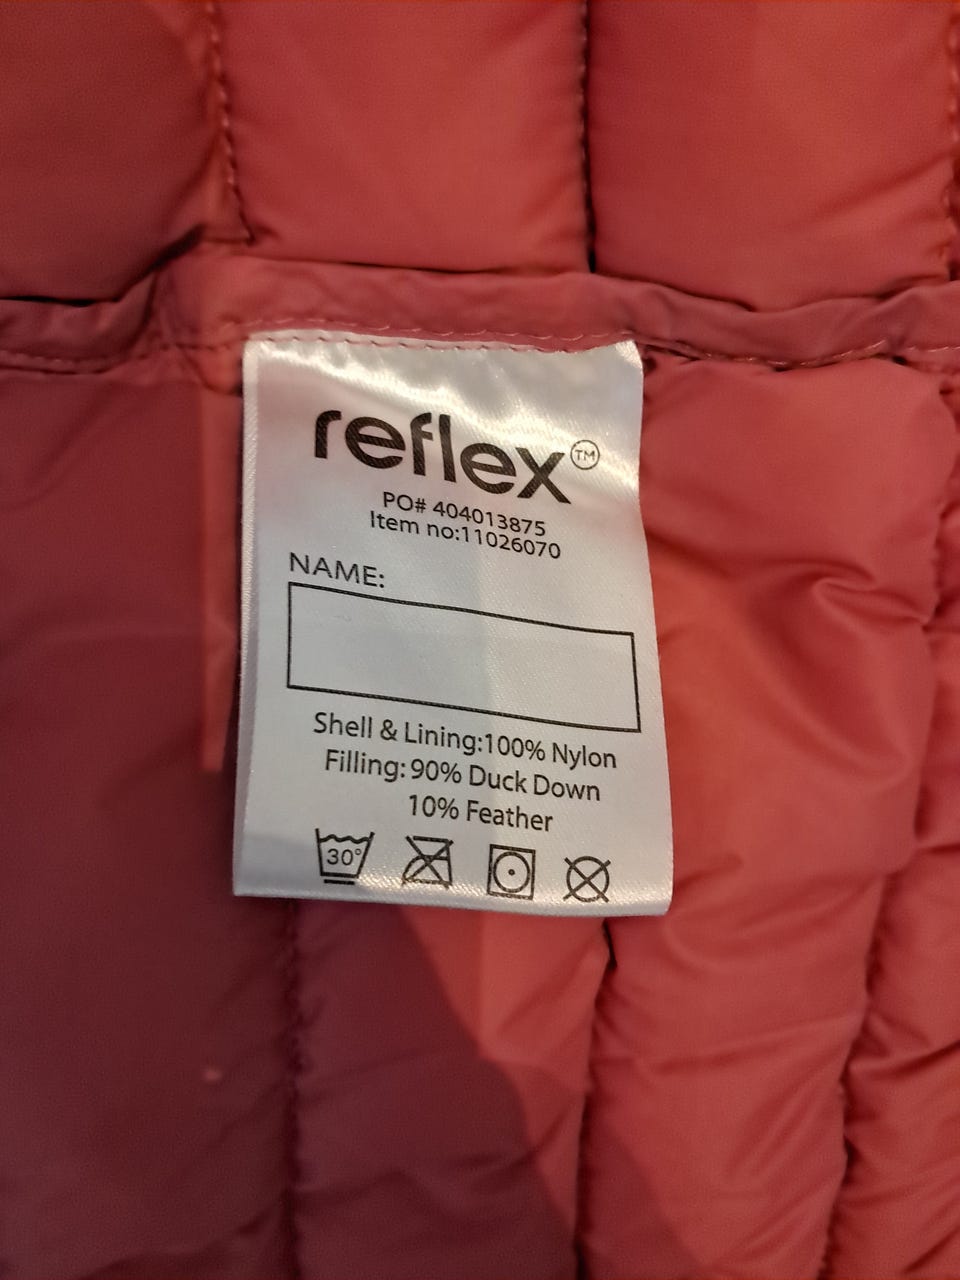 reflex™
PO# 404013875
Item no:11026070
NAME:
Shell & Lining:100% Nylon
Filling:90% Duck Down
10% Feather
30°